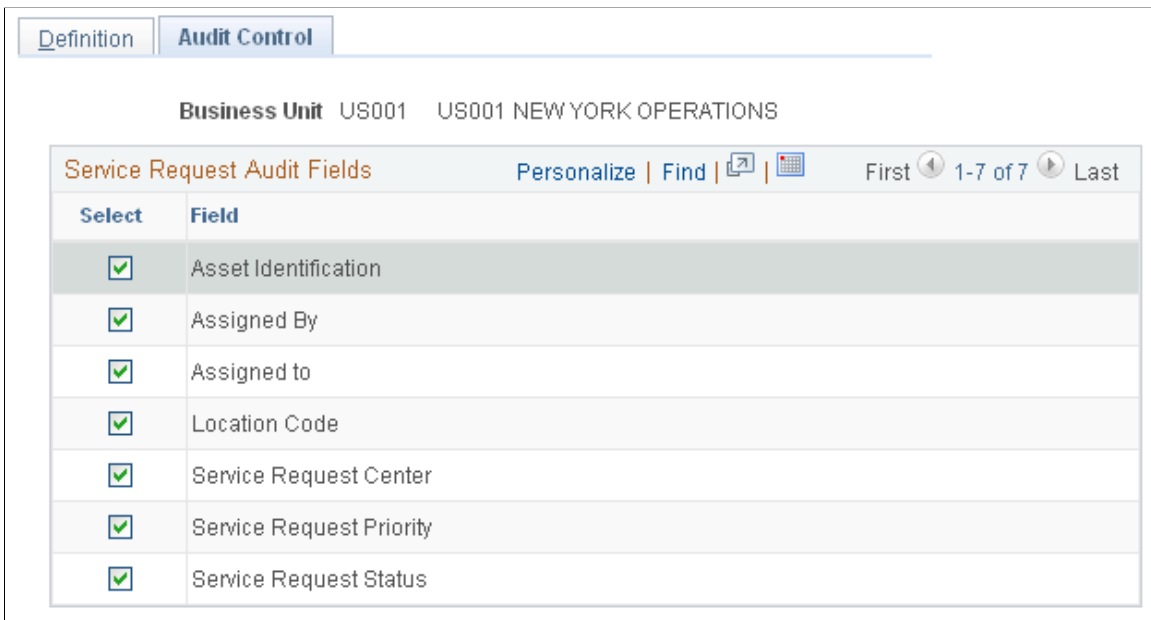 Definition Audit Control
Business Unit US001 US001 NEW YORK OPERATIONS
Service Request Audit Fields Personalize | Find | | First 1-7 of 7 Last
Select Field
Asset Identification
Assigned By
Assigned to
Location Code
Service Request Center
Service Request Priority
Service Request Status